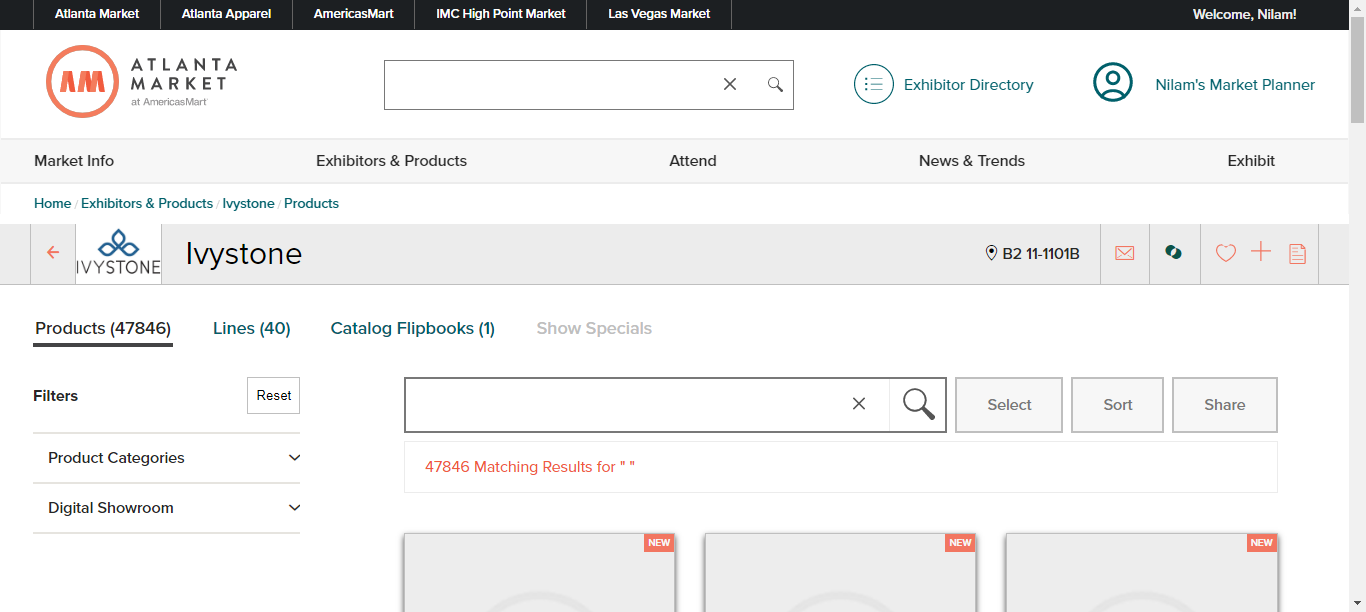 Atlanta Market Atlanta Apparel AmericasMart IMC High Point Market Las Vegas Market Welcome, Nilam!
AM ATLANTA
MARKET
at AmericasMart
Exhibitor Directory Nilam's Market Planner
Market Info Exhibitors & Products Attend News & Trends Exhibit
Home / Exhibitors & Products / Ivystone / Products
IVYSTONE Ivystone B2 11-1101B
Products (47846) Lines (40) Catalog Flipbooks (1) Show Specials
Filters Reset Select Sort Share
Product Categories
47846 Matching Results for " "
Digital Showroom
NEW NEW NEW